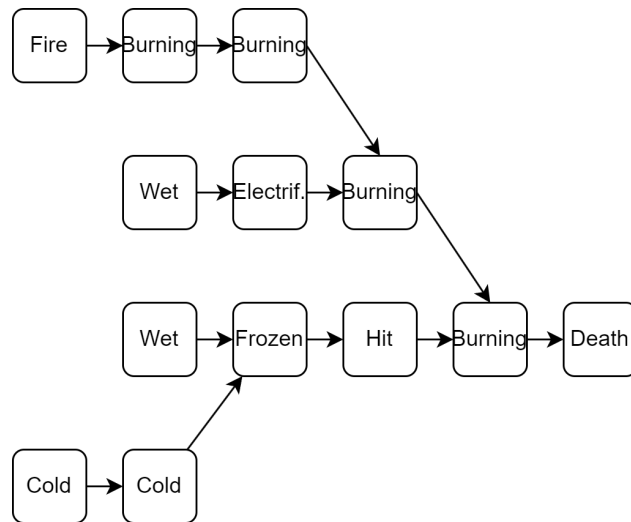 Fire
Burning
Burning
Wet
Electrif.
Burning
Wet
Frozen
Hit
Burning
Death
Cold
Cold